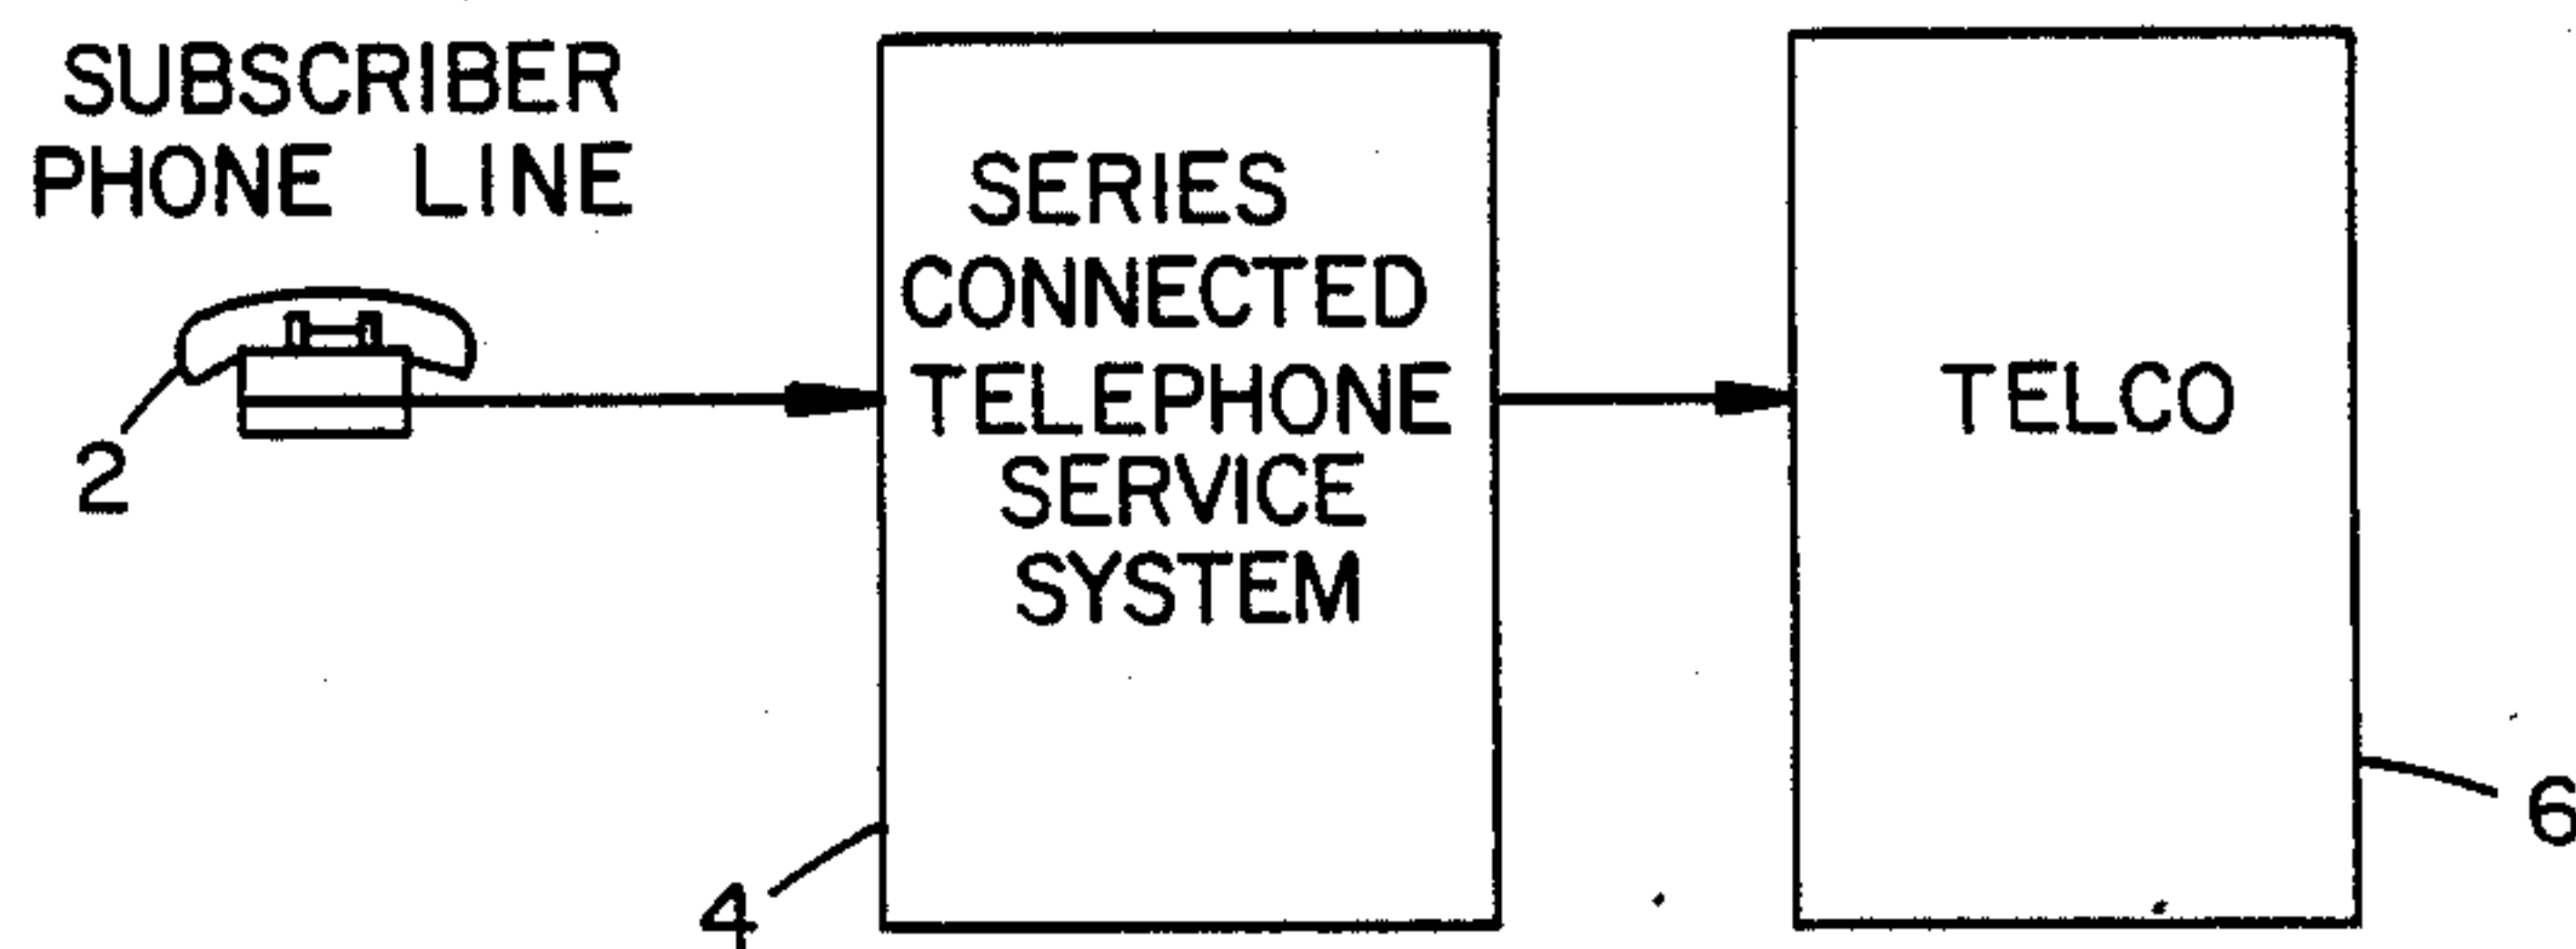 SUBSCRIBER
PHONE LINE
2
SERIES
CONNECTED
TELEPHONE
SERVICE
SYSTEM
4
TELCO
6